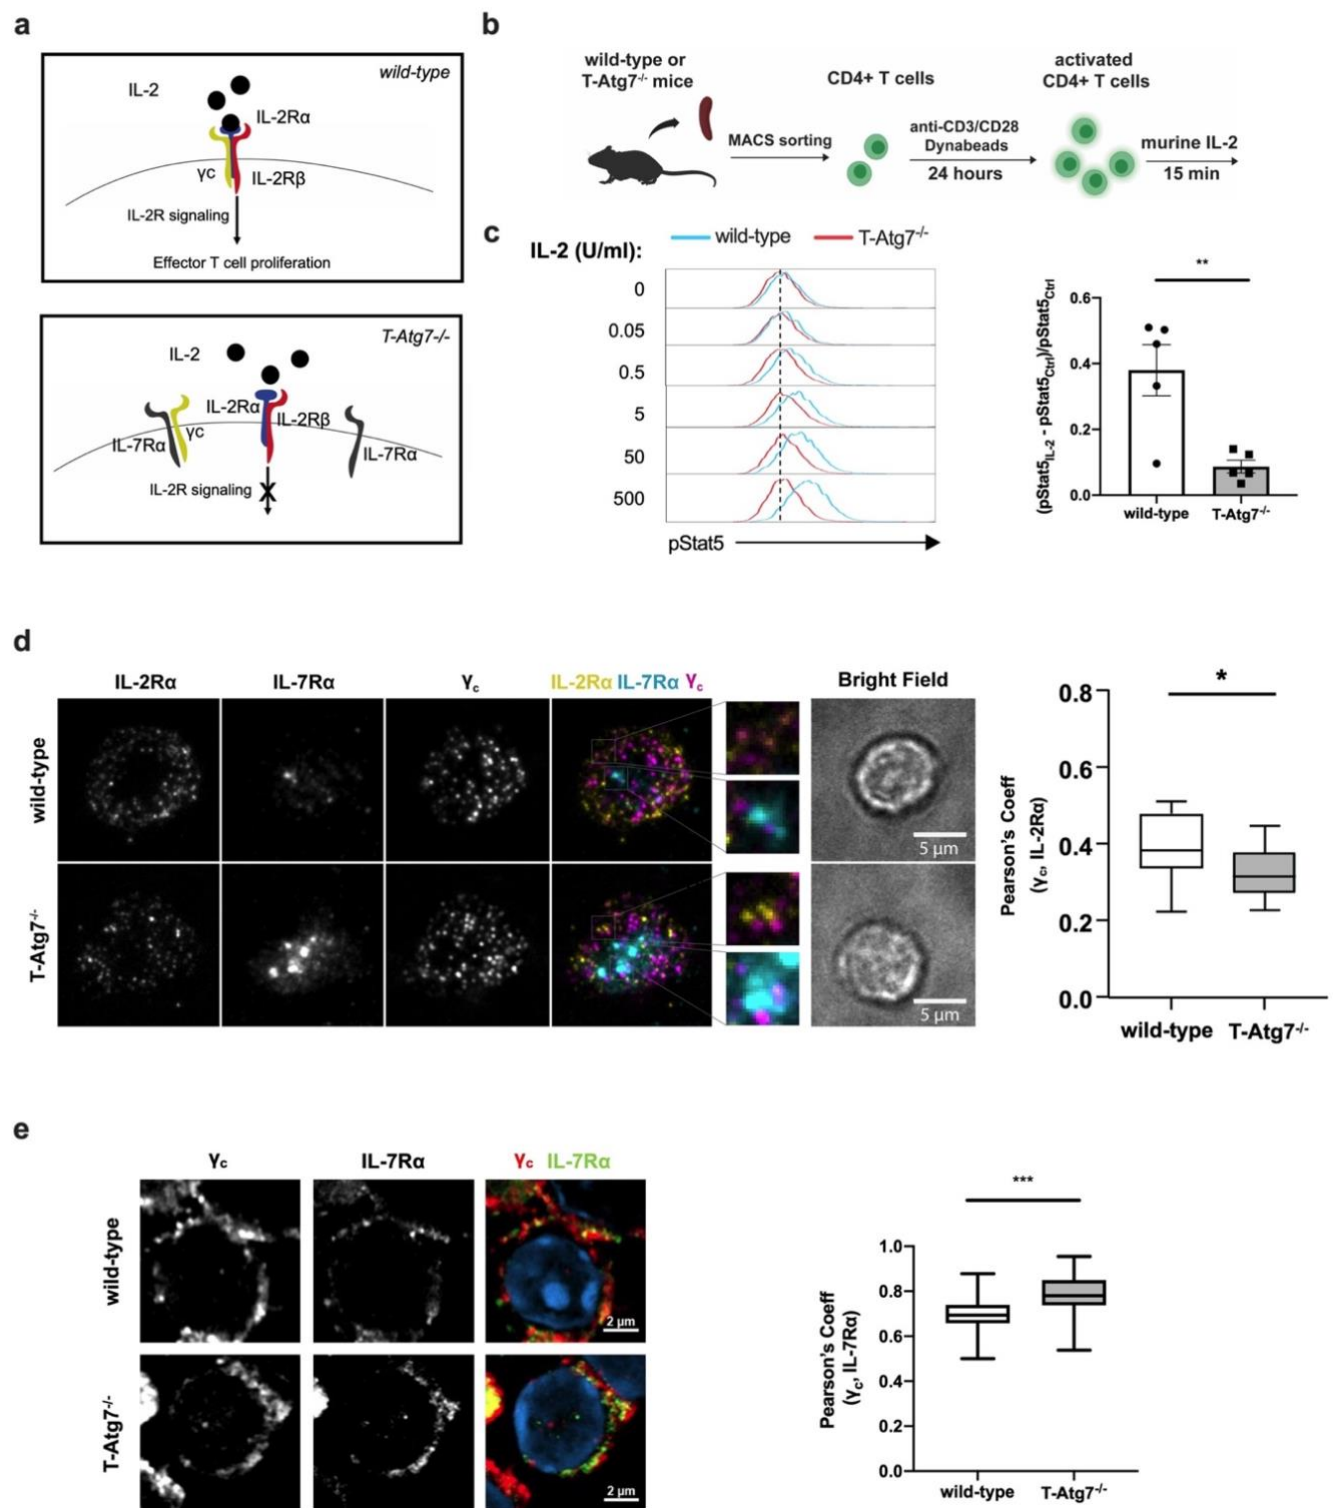 a
wild-type
IL-2
IL-2Rα
γc
IL-2Rβ
IL-2R signaling
Effector T cell proliferation
T-Atg7-/-
IL-2
IL-2Rα
IL-2Rβ
IL-7Rα
γc
IL-7Rα
IL-2R signaling
X
b
wild-type or
T-Atg7-/- mice
MACS sorting
CD4+ T cells
anti-CD3/CD28
Dynabeads
24 hours
activated
CD4+ T cells
murine IL-2
15 min
c
IL-2 (U/ml):
wild-type
T-Atg7-/-
0
0.05
0.5
5
50
500
pStat5
(pStat5IL-2 - pStat5Ctrl)/pStat5Ctrl
**
0.6
0.4
0.2
0.0
wild-type
T-Atg7-/-
d
IL-2Rα
IL-7Rα
γc
IL-2Rα IL-7Rα γc
Bright Field
wild-type
5 µm
T-Atg7-/-
5 µm
Pearson's Coeff
(γc, IL-2Rα)
*
0.8
0.6
0.4
0.2
0.0
wild-type
T-Atg7-/-
e
γc
IL-7Rα
γc IL-7Rα
wild-type
2 µm
T-Atg7-/-
2 µm
Pearson's Coeff
(γc, IL-7Rα)
***
1.0
0.8
0.6
0.4
0.2
0.0
wild-type
T-Atg7-/-